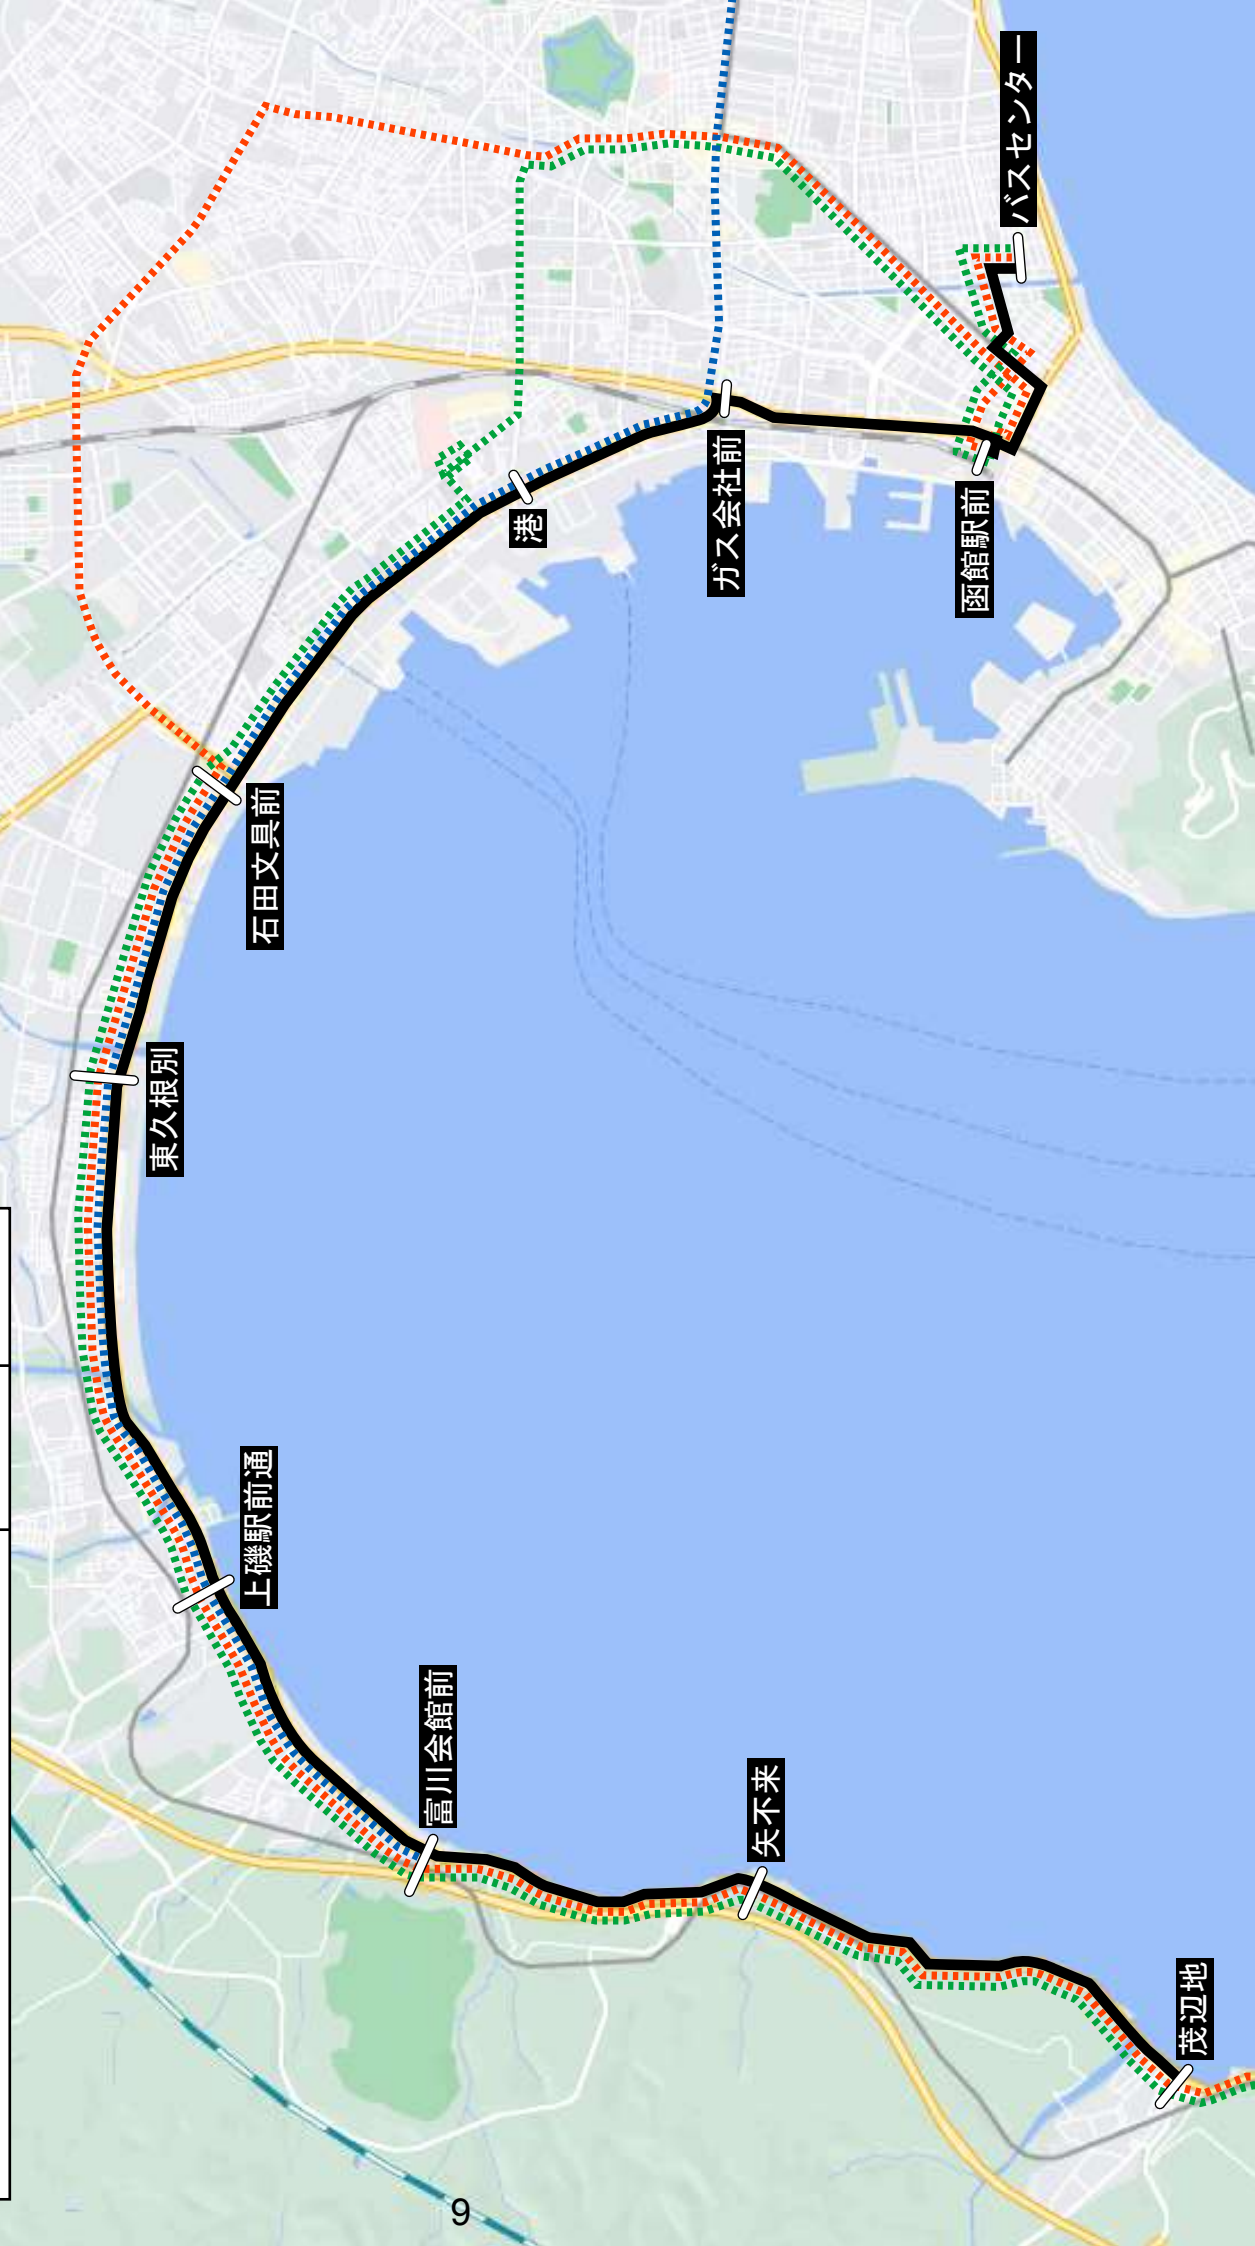 バスセンター
函館駅前
ガス会社前
港
石田文具前
東久根別
上磯駅前通
富川会館前
矢不来
茂辺地
9